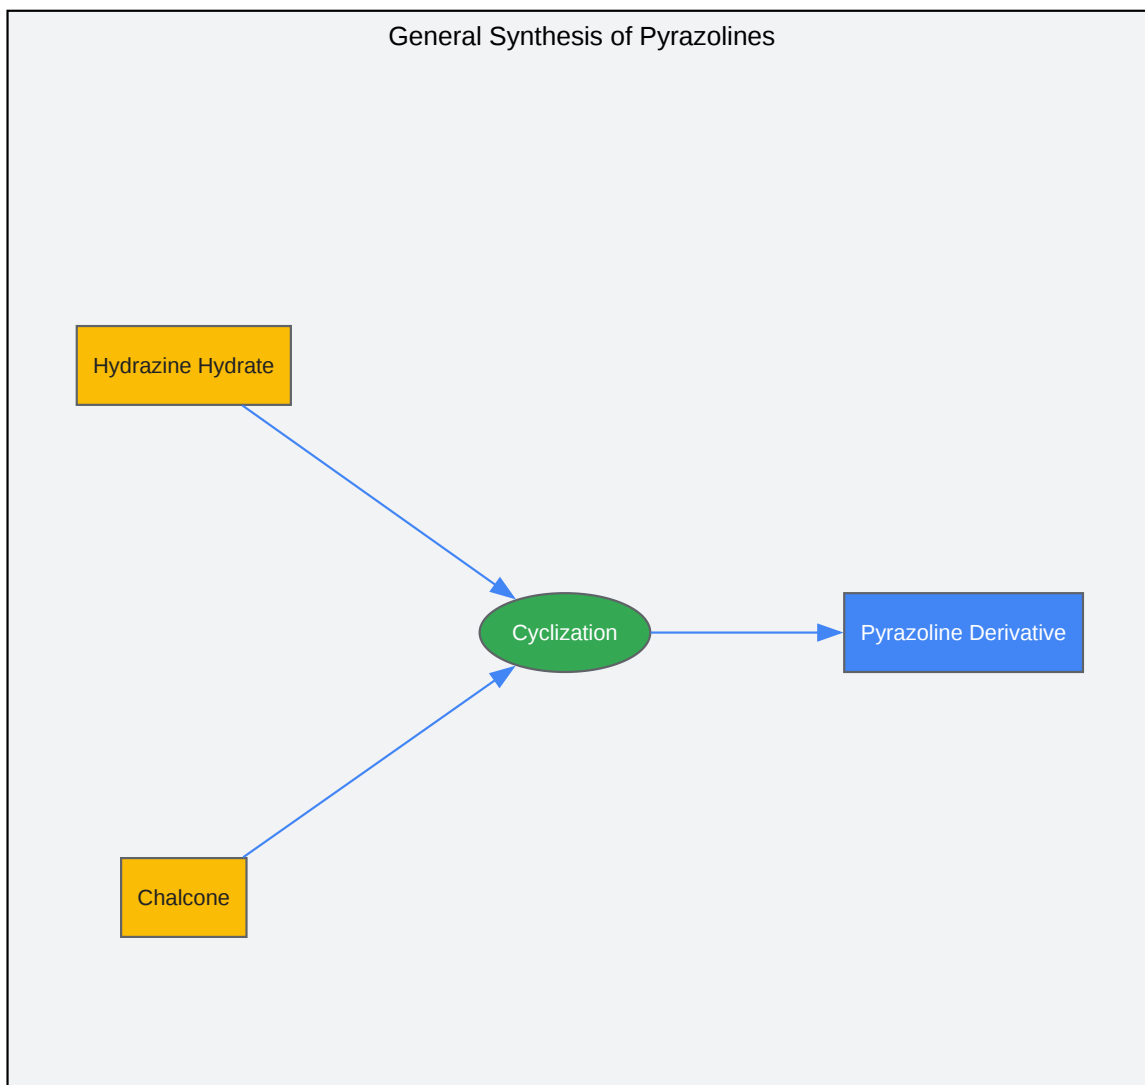 General Synthesis of Pyrazolines
Hydrazine Hydrate
Cyclization
Pyrazoline Derivative
Chalcone